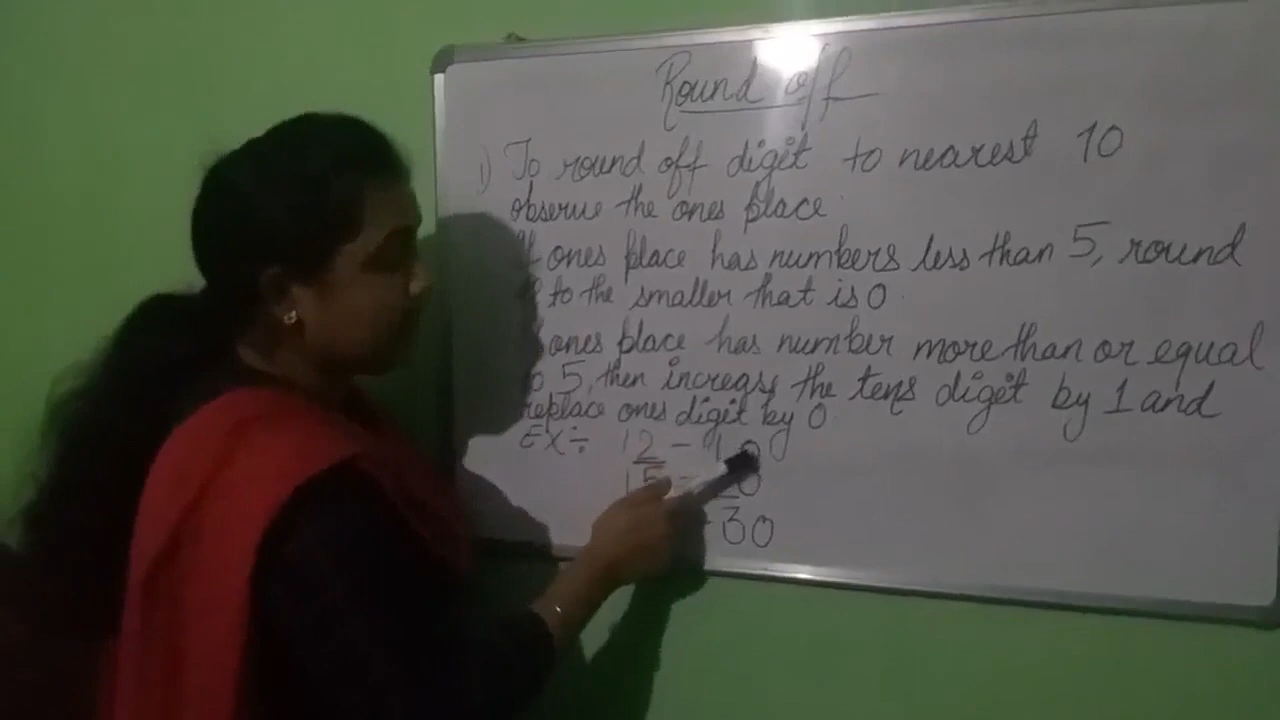 Round off
1) To round off digit to nearest 10
observe the ones place.
ones place has numbers less than 5, round
to the smaller that is 0.
ones place has number more than or equal
5, then increase the tens digit by 1 and
replace ones digit by 0
Ex ÷ 12 - 10
15 -
30